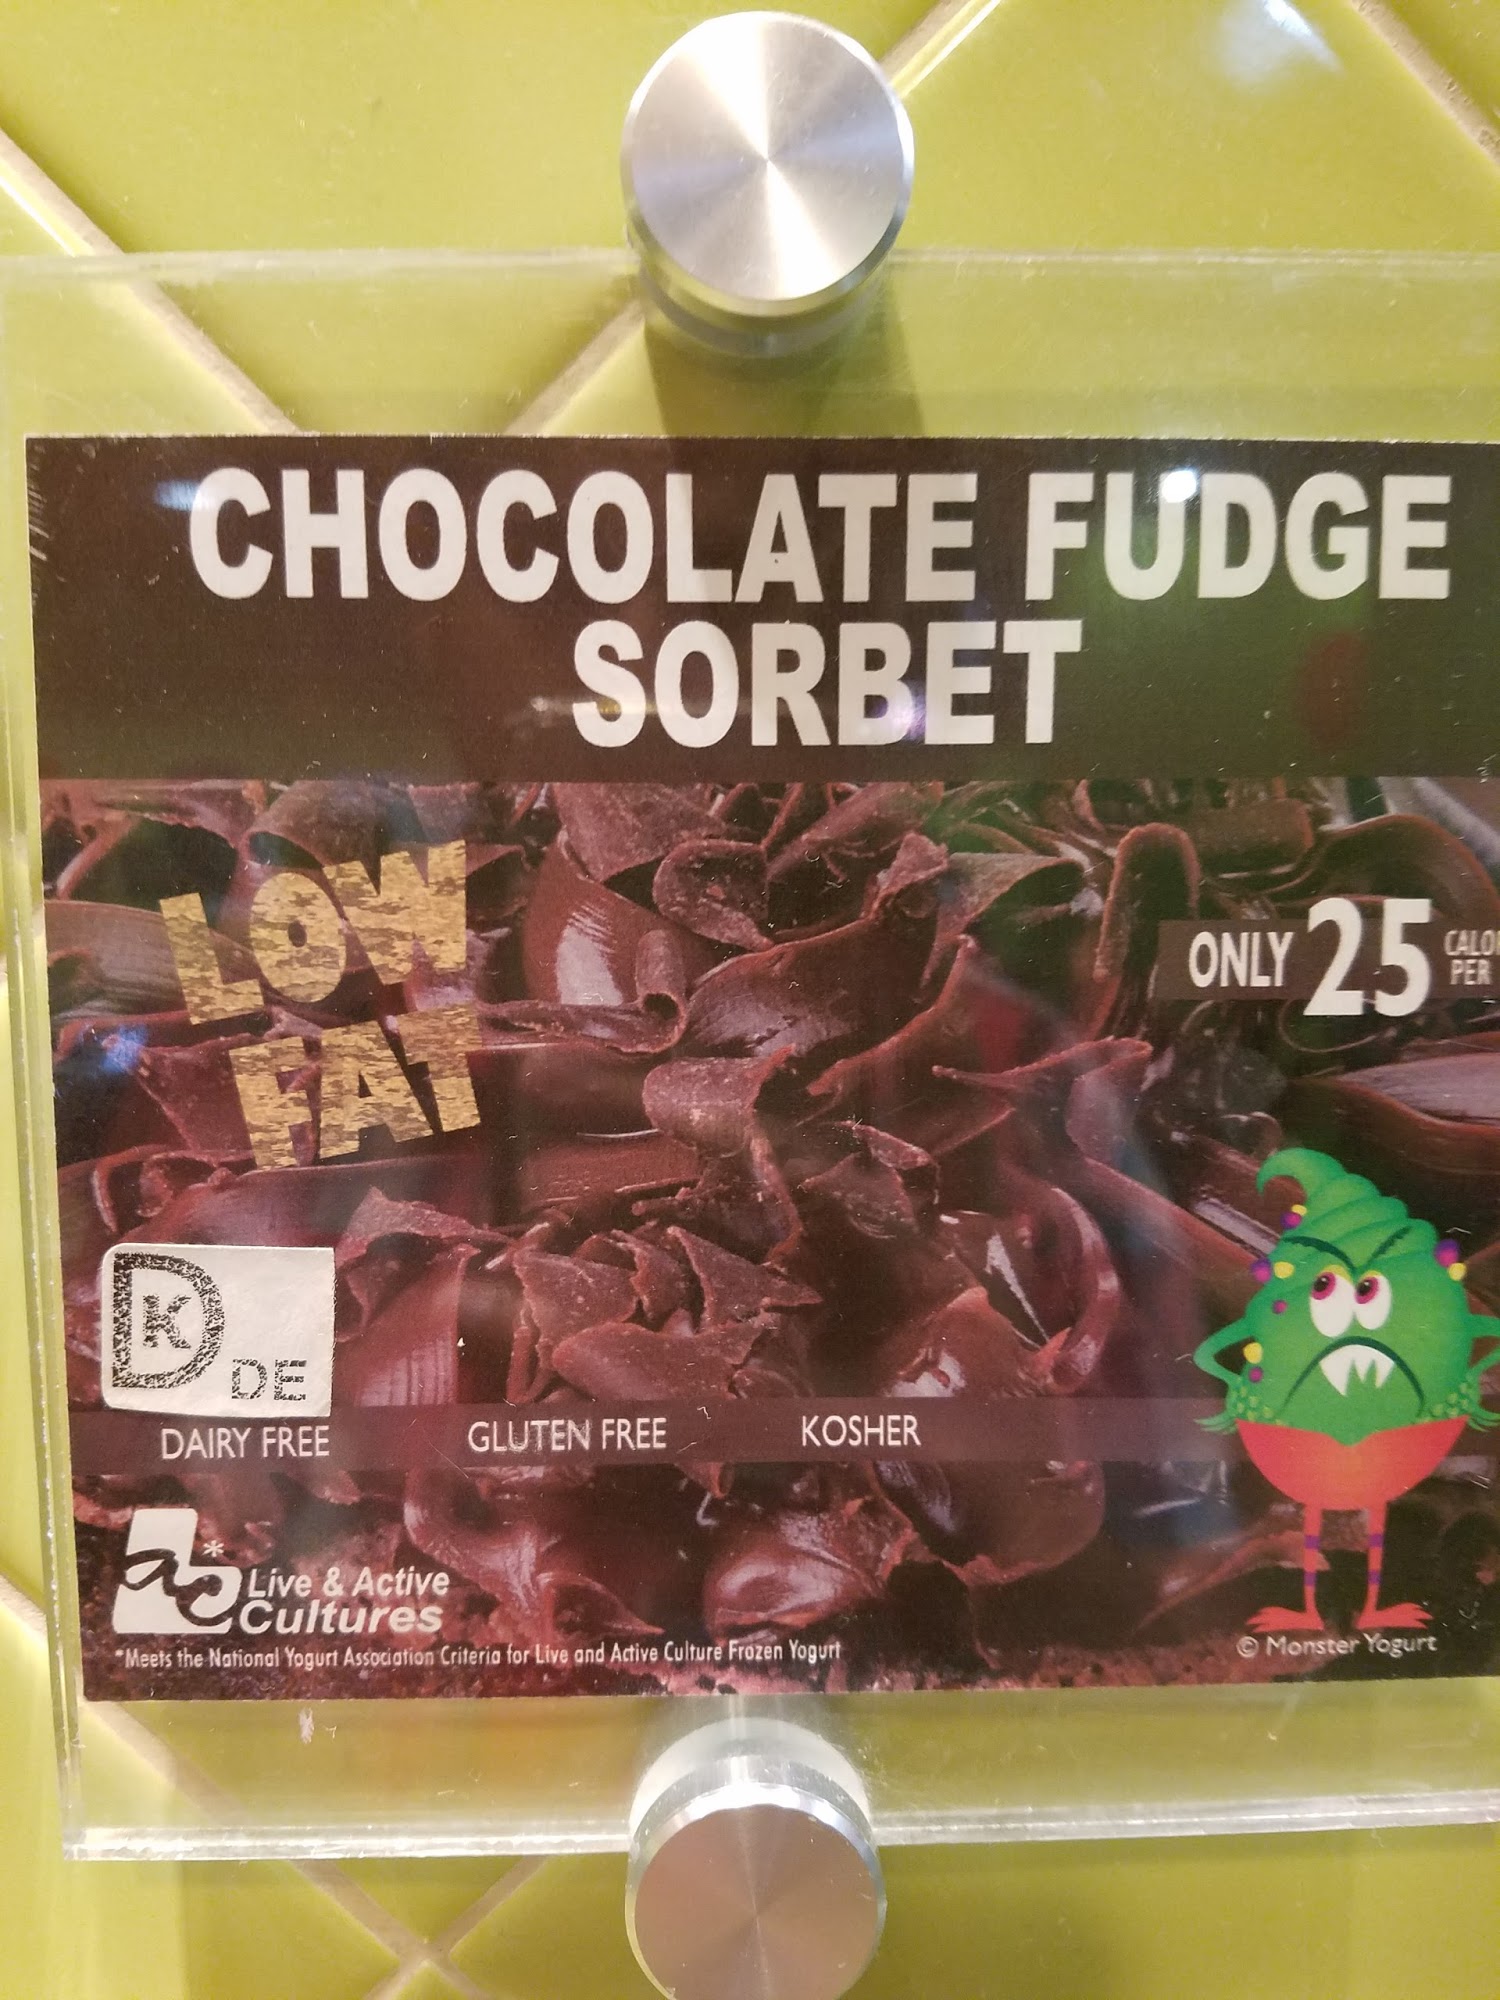 CHOCOLATE FUDGE
SORBET
LOW
FAT
ONLY 25
PER
K
DE
DAIRY FREE GLUTEN FREE KOSHER
* Live & Active
Cultures
*Meets the National Yogurt Association Criteria for Live and Active Culture Frozen Yogurt
© Monster Yogurt